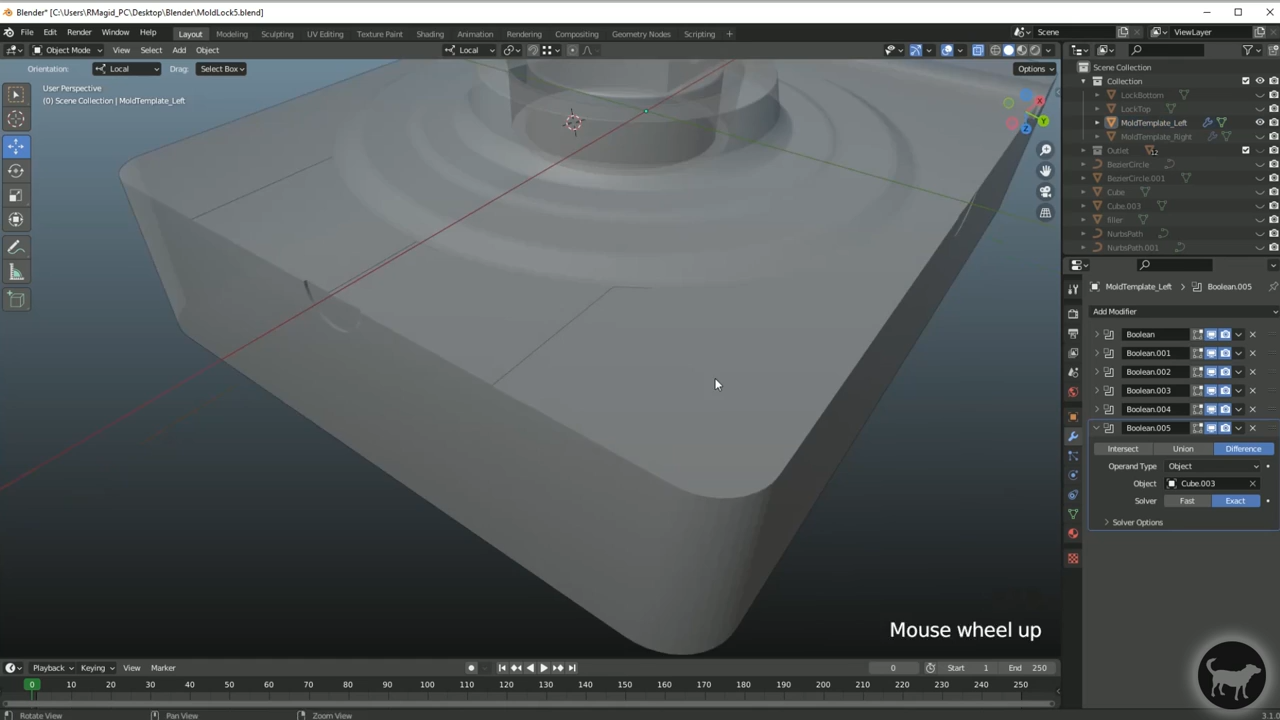 Blender* [C:\Users\RMagid_PC\Desktop\Blender\MoldLock5.blend]
File Edit Render Window Help Layout Modeling Sculpting UV Editing Texture Paint Shading Animation Rendering Compositing Geometry Nodes Scripting + Scene ViewLayer
Object Mode View Select Add Object Local
Orientation: Local Drag: Select Box Options
User Perspective
(0) Scene Collection | MoldTemplate_Left
X
Y
Z
Scene Collection
Collection
LockBottom
LockTop
MoldTemplate_Left
MoldTemplate_Right
Outlet 12
BezierCircle
BezierCircle.001
Cube
Cube.003
filler
NurbsPath
NurbsPath.001
MoldTemplate_Left > Boolean.005
Add Modifier
Boolean
Boolean.001
Boolean.002
Boolean.003
Boolean.004
Boolean.005
Intersect Union Difference
Operand Type Object
Object Cube.003
Solver Fast Exact
Solver Options
Mouse wheel up
Playback Keying View Marker 0 Start 1 End 250
0 10 20 30 40 50 60 70 80 90 100 110 120 130 140 150 160 170 180 190 200 210 220 230 240 250
Rotate View Pan View Zoom View 3.1.0